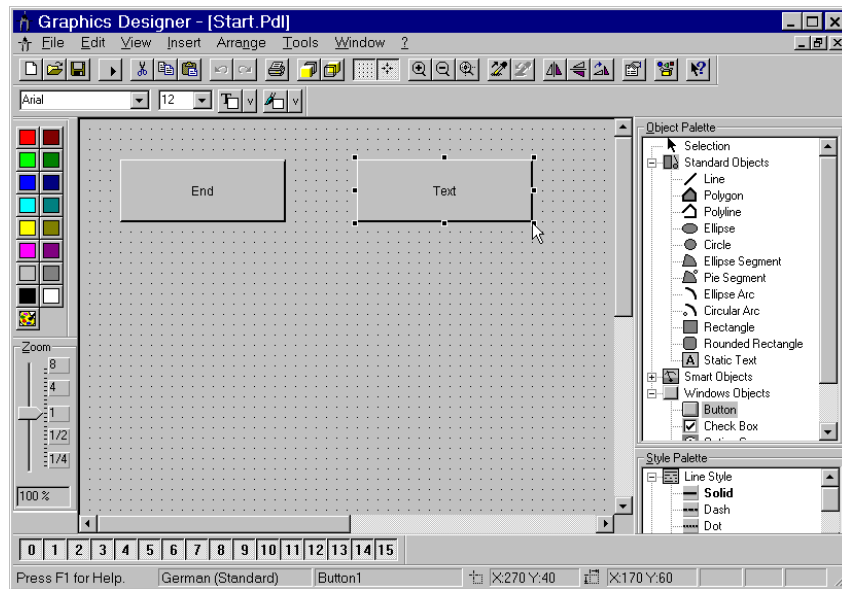 Graphics Designer - [Start.Pdl]
File Edit View Insert Arrange Tools Window ?
Arial 12 T v v
End
Text
Object Palette
Selection
Standard Objects
Line
Polygon
Polyline
Ellipse
Circle
Ellipse Segment
Pie Segment
Ellipse Arc
Circular Arc
Rectangle
Rounded Rectangle
A Static Text
Smart Objects
Windows Objects
Button
Check Box
Zoom
8
4
1
1/2
1/4
100 %
Style Palette
Line Style
Solid
Dash
Dot
0 1 2 3 4 5 6 7 8 9 10 11 12 13 14 15
Press F1 for Help. German (Standard) Button1 X:270 Y:40 X:170 Y:60